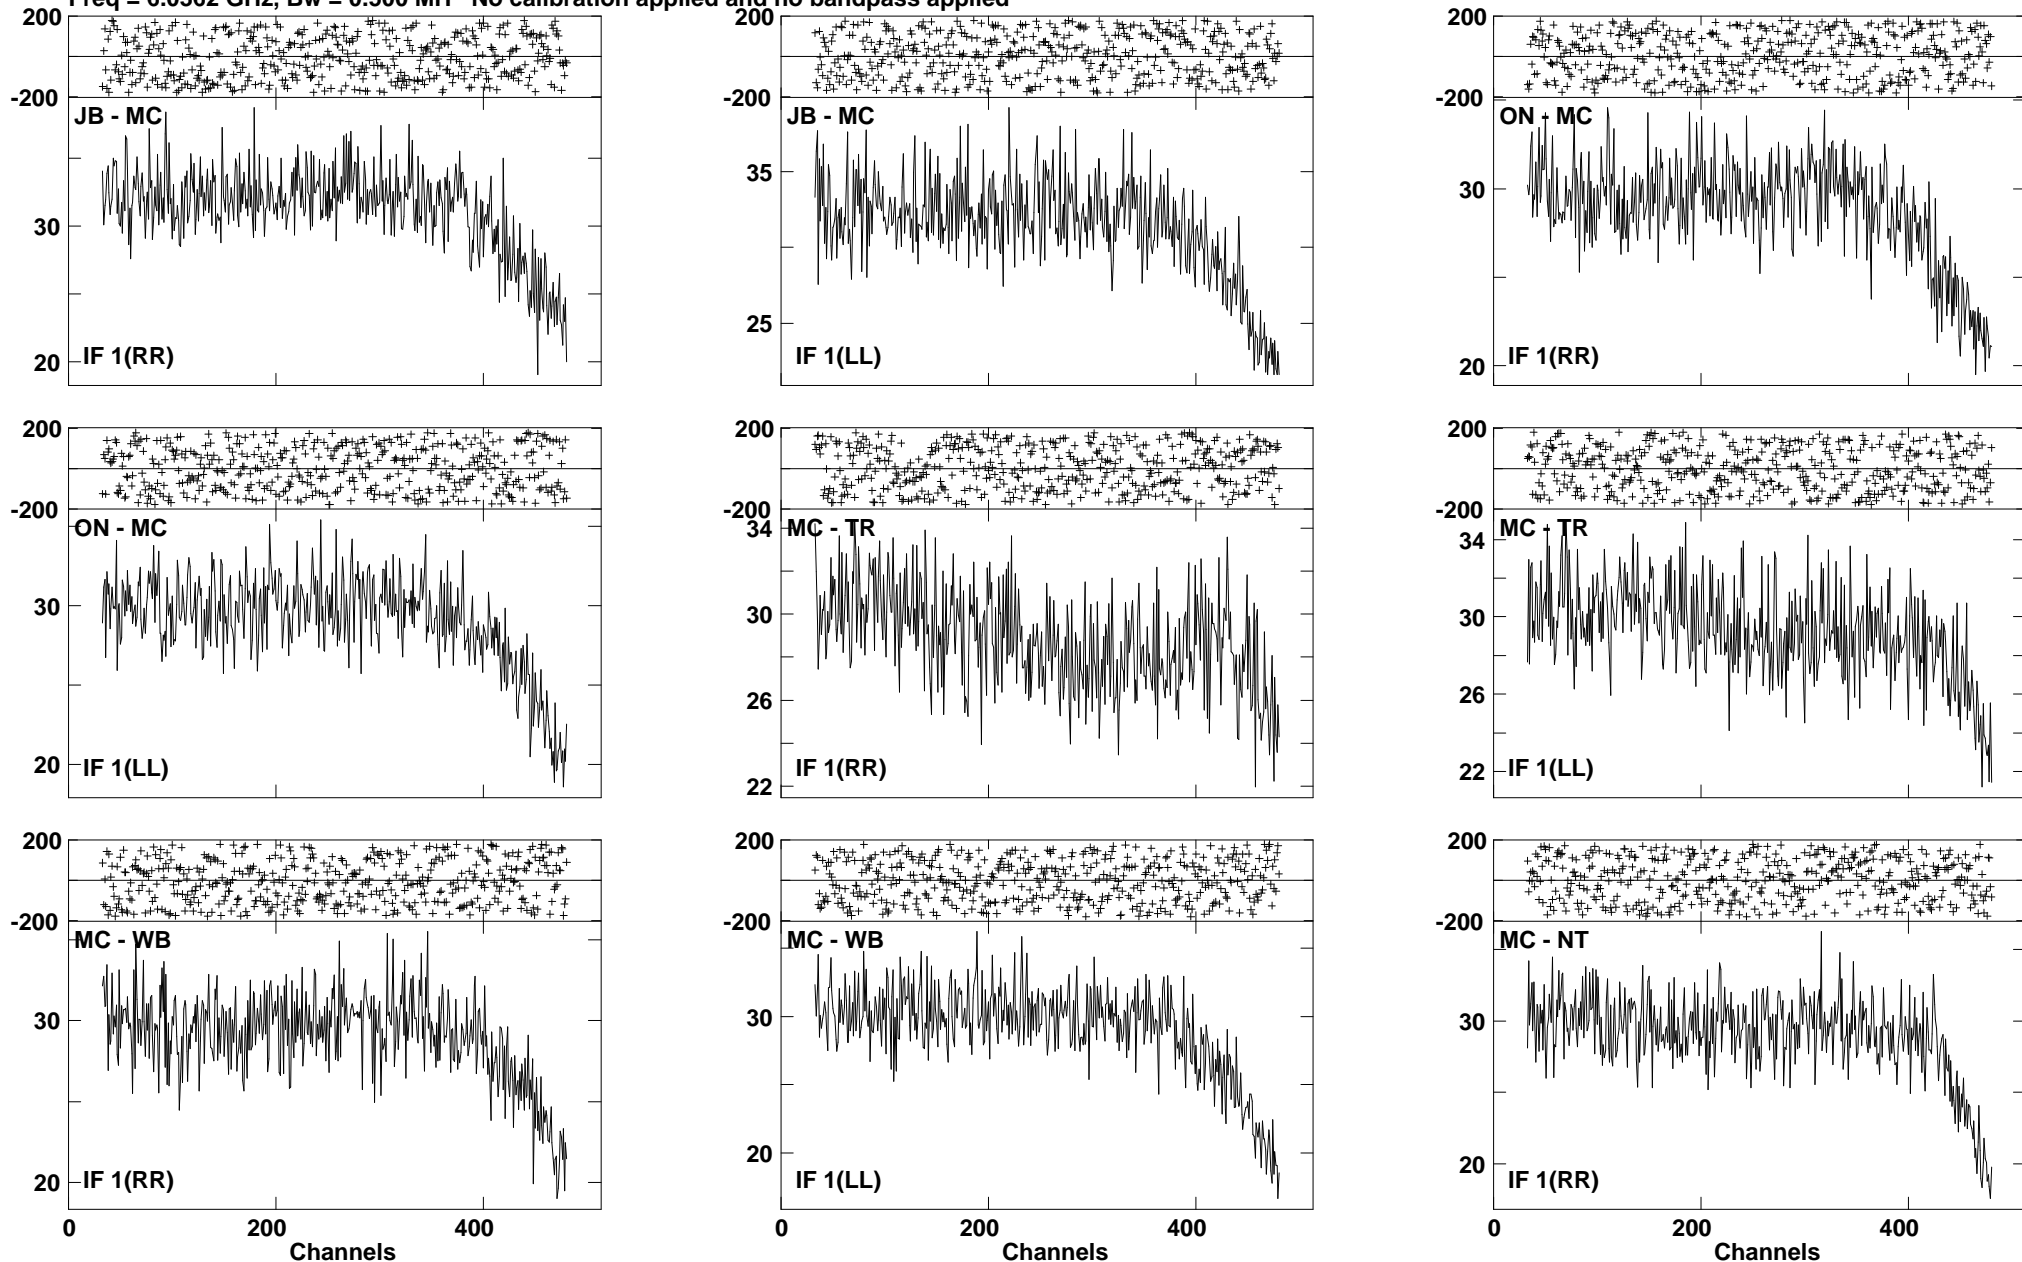 No calibration applied and no bandpass applied
200 200 200
-200 -200 -200
JB - MC JB - MC ON - MC
35
30 30
25
20 20
IF 1(RR) IF 1(LL) IF 1(RR)
200 200 200
-200 -200 -200
ON - MC MC - TR MC - TR
34 34
30 30 30
26 26
20 22 22
IF 1(LL) IF 1(RR) IF 1(LL)
200 200 200
-200 -200 -200
MC - WB MC - WB MC - NT
30 30 30
20 20 20
IF 1(RR) IF 1(LL) IF 1(RR)
0 200 400 0 200 400 0 200 400
Channels Channels Channels